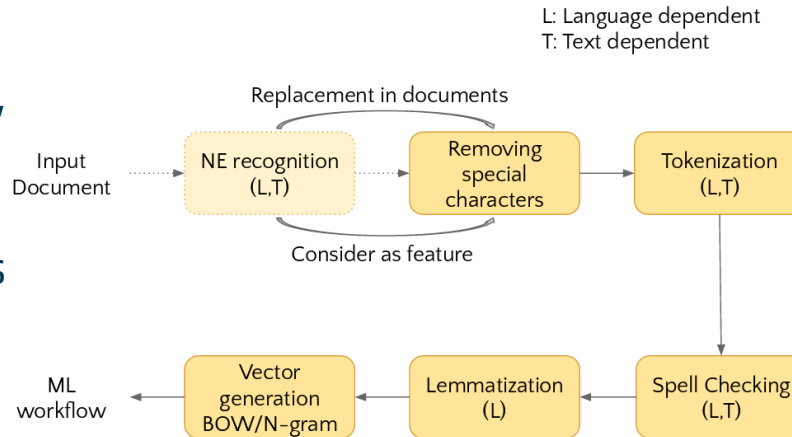 L: Language dependent
T: Text dependent
Replacement in documents
Input
Document
NE recognition
(L,T)
Removing
special
characters
Tokenization
(L,T)
Consider as feature
ML
workflow
Vector
generation
BOW/N-gram
Lemmatization
(L)
Spell Checking
(L,T)